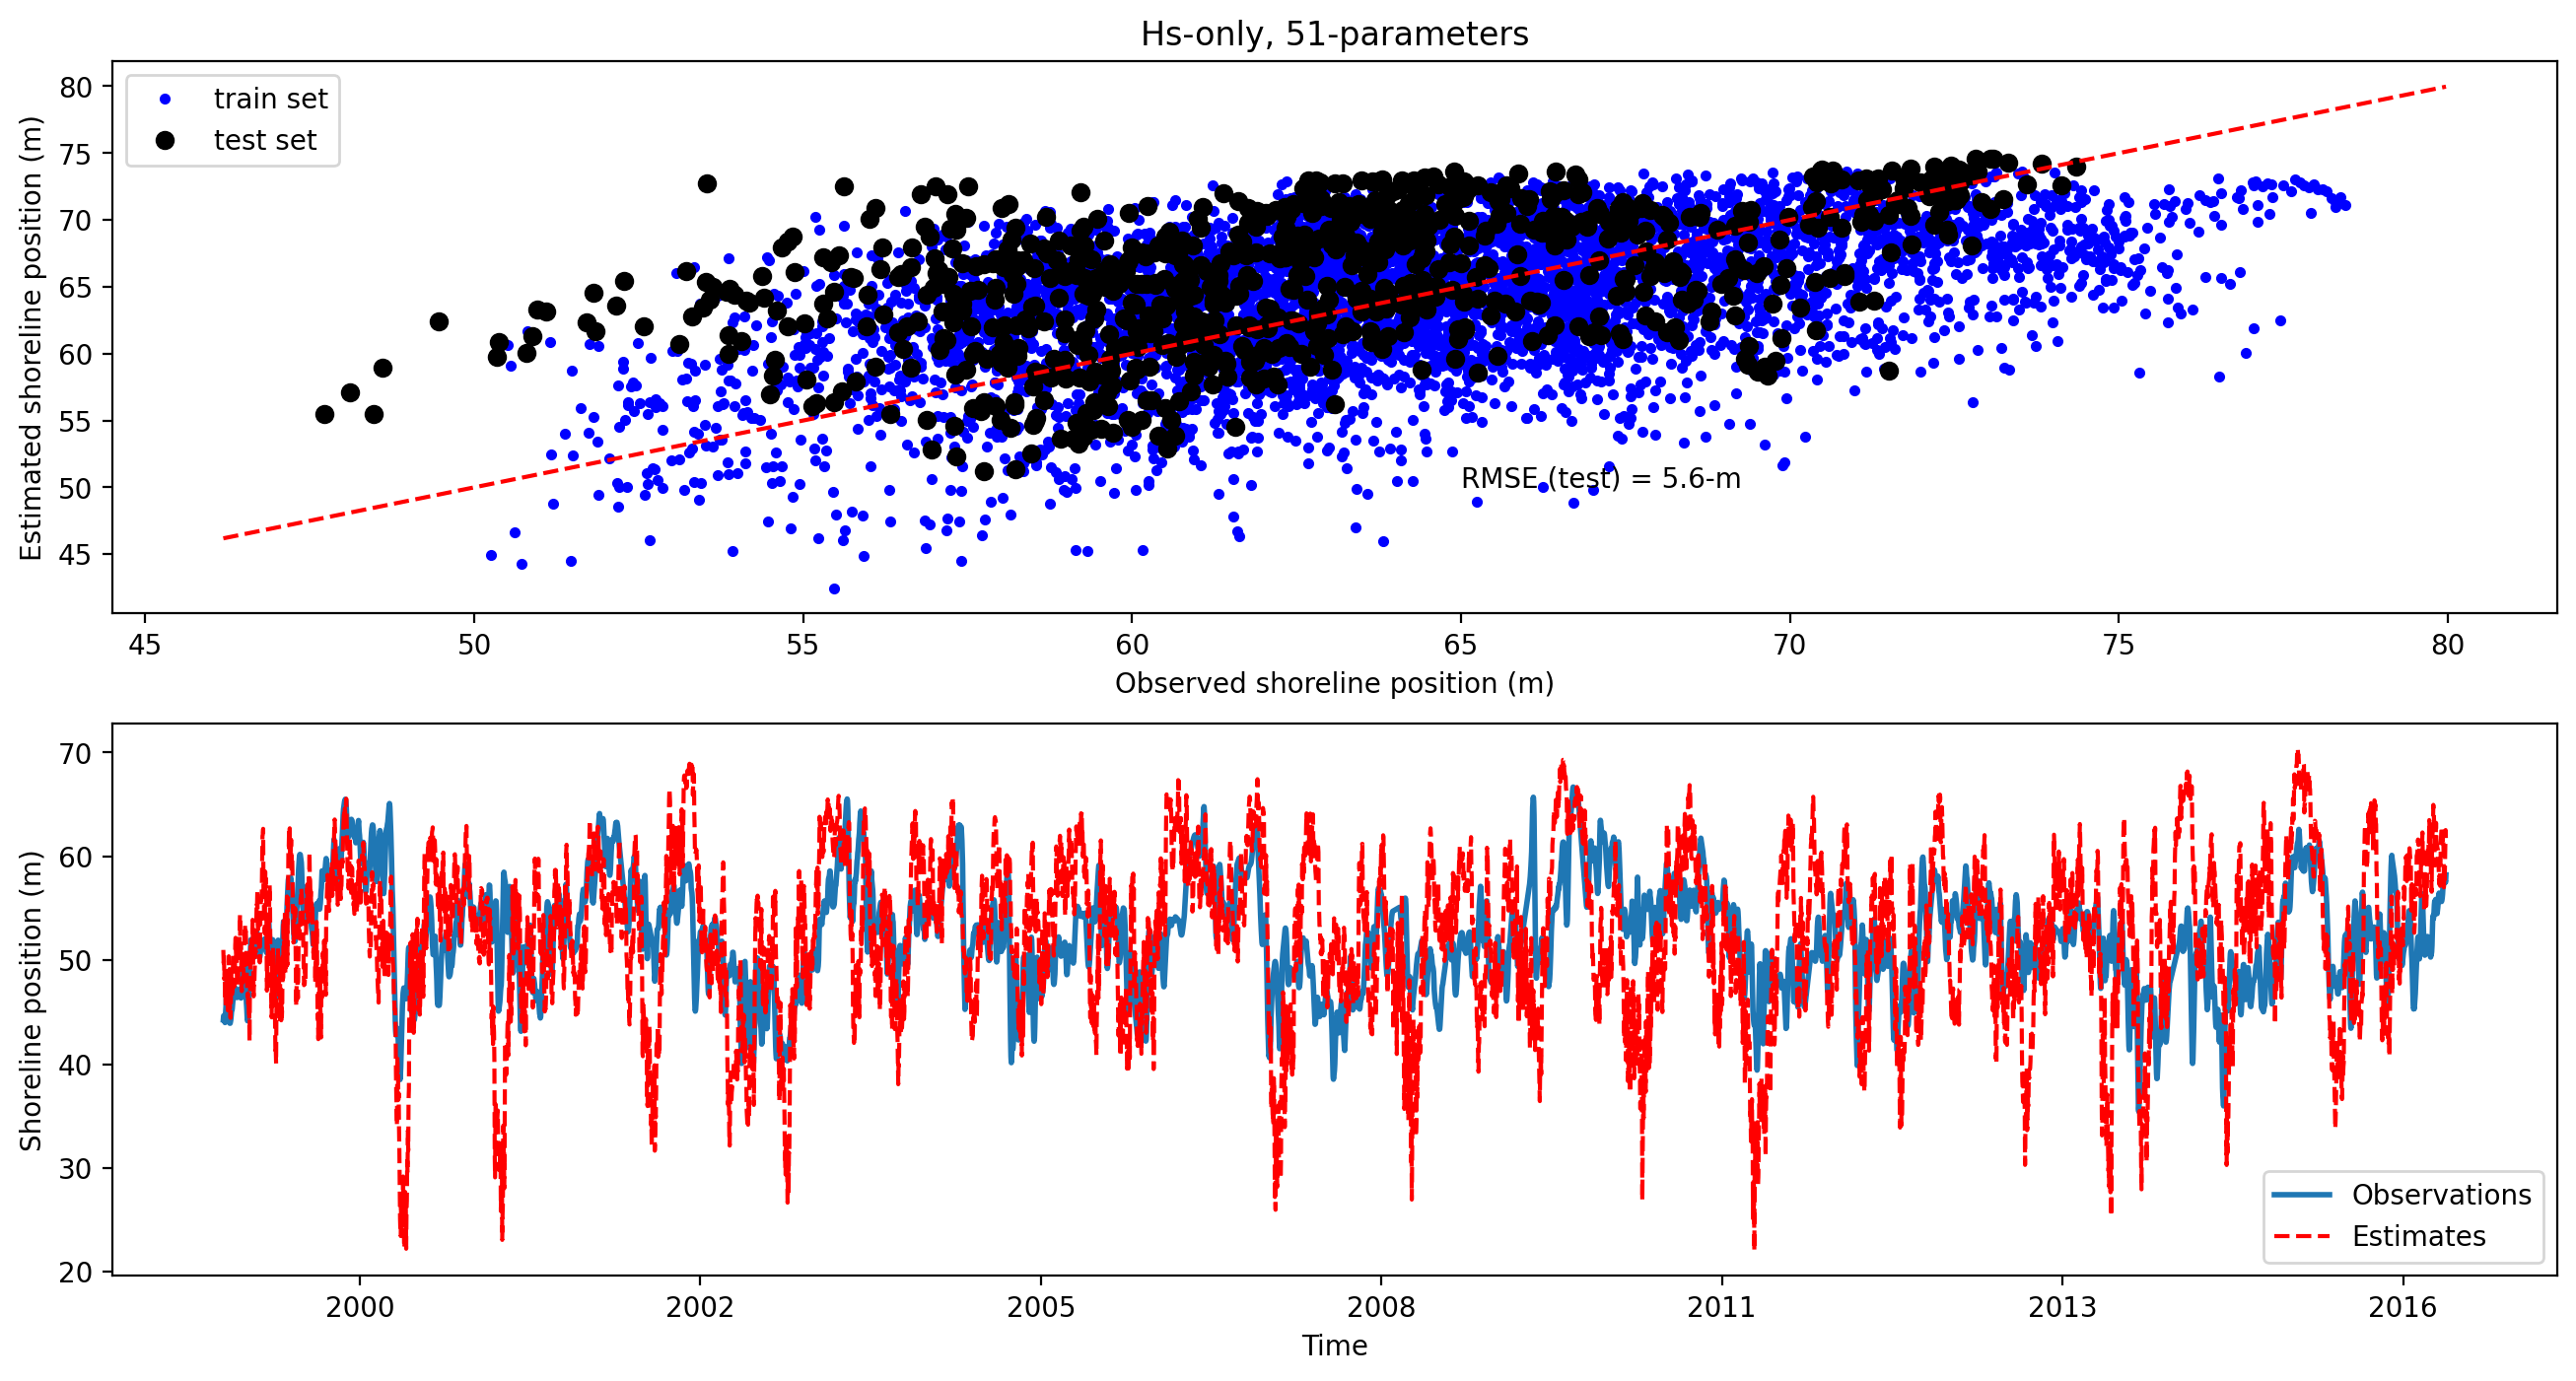 Hs-only, 51-parameters
train set
test set
Estimated shoreline position (m)
80
75
70
65
60
55
50
45
RMSE (test) = 5.6-m
45 50 55 60 65 70 75 80
Observed shoreline position (m)
Shoreline position (m)
70
60
50
40
30
20
Observations
Estimates
2000 2002 2005 2008 2011 2013 2016
Time